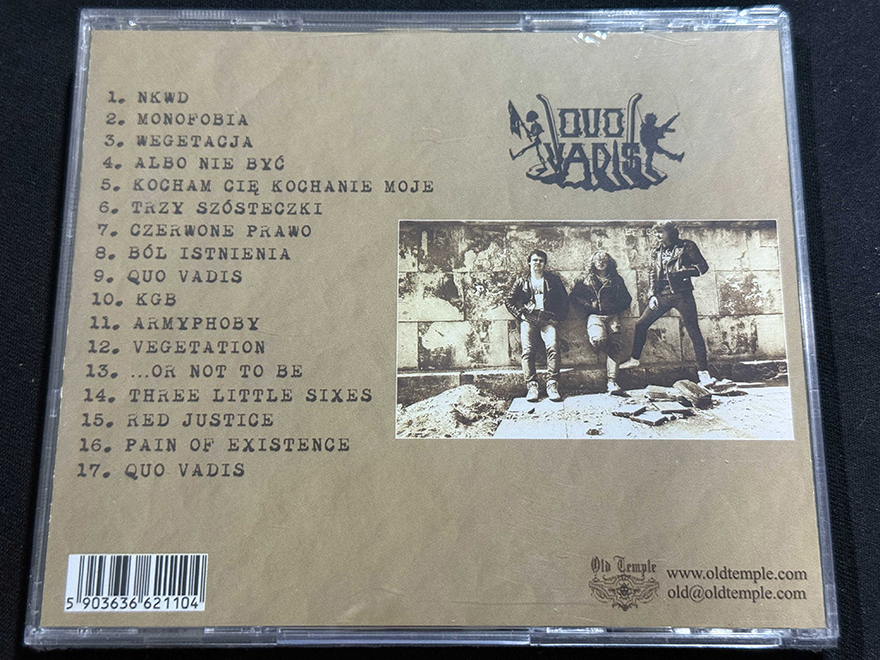 1. NKWD
2. MONOFOBIA
3. WEGETACJA
4. ALBO NIE BYĆ
5. KOCHAM CIĘ KOCHANIE MOJE
6. TRZY SZÓSTECZKI
7. CZERWONE PRAWO
8. BÓL ISTNIENIA
9. QUO VADIS
10. KGB
11. ARMYPHOBY
12. VEGETATION
13. ...OR NOT TO BE
14. THREE LITTLE SIXES
15. RED JUSTICE
16. PAIN OF EXISTENCE
17. QUO VADIS
QUO
VADIS
5 903636 621104
Old Temple
www.oldtemple.com
old@oldtemple.com